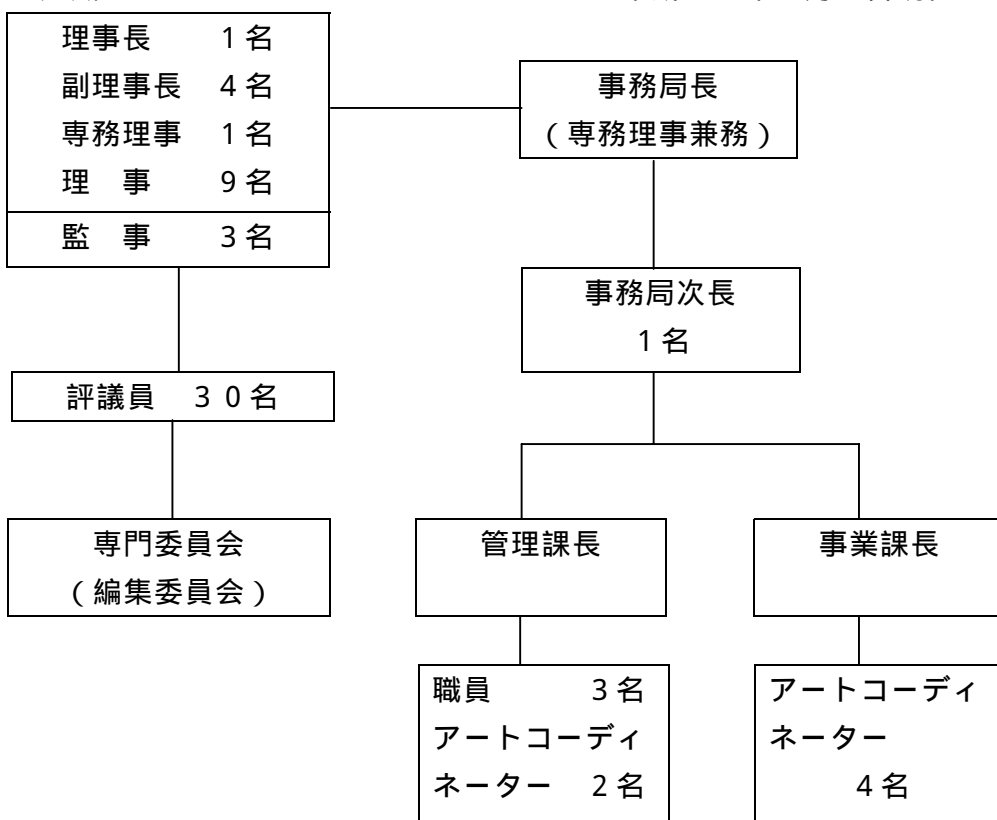 理事長 1名
副理事長 4名
専務理事 1名
理 事 9名
監 事 3名
事務局長
(専務理事兼務)
事務局次長
1名
評議員 30名
専門委員会
(編集委員会)
管理課長
事業課長
職員 3名
アートコーディ
ネーター 2名
アートコーディ
ネーター
4名